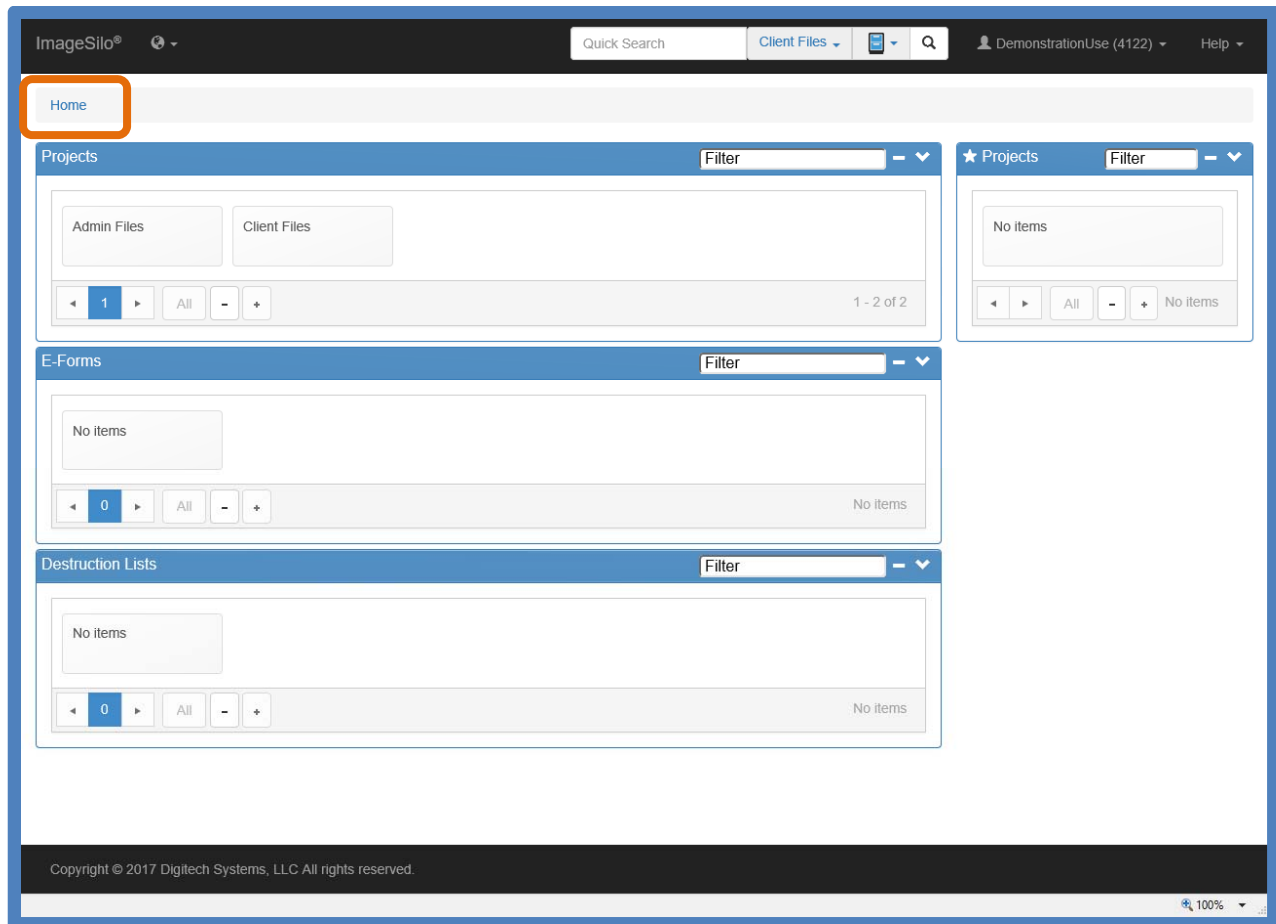 ImageSilo® Quick Search Client Files DemonstrationUse (4122) Help
Home
Projects Filter
Admin Files Client Files
1 All - + 1 - 2 of 2
Projects Filter
No items
All - + No items
E-Forms Filter
No items
0 All - + No items
Destruction Lists Filter
No items
0 All - + No items
Copyright © 2017 Digitech Systems, LLC All rights reserved.
100%